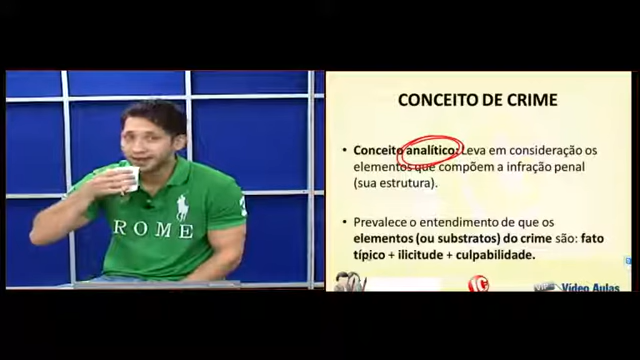 ROME
CONCEITO DE CRIME
• Conceito analítico: Leva em consideração os
elementos que compõem a infração penal
(sua estrutura).
• Prevalece o entendimento de que os
elementos (ou substratos) do crime são: fato
típico + ilicitude + culpabilidade.
Vídeo Aulas